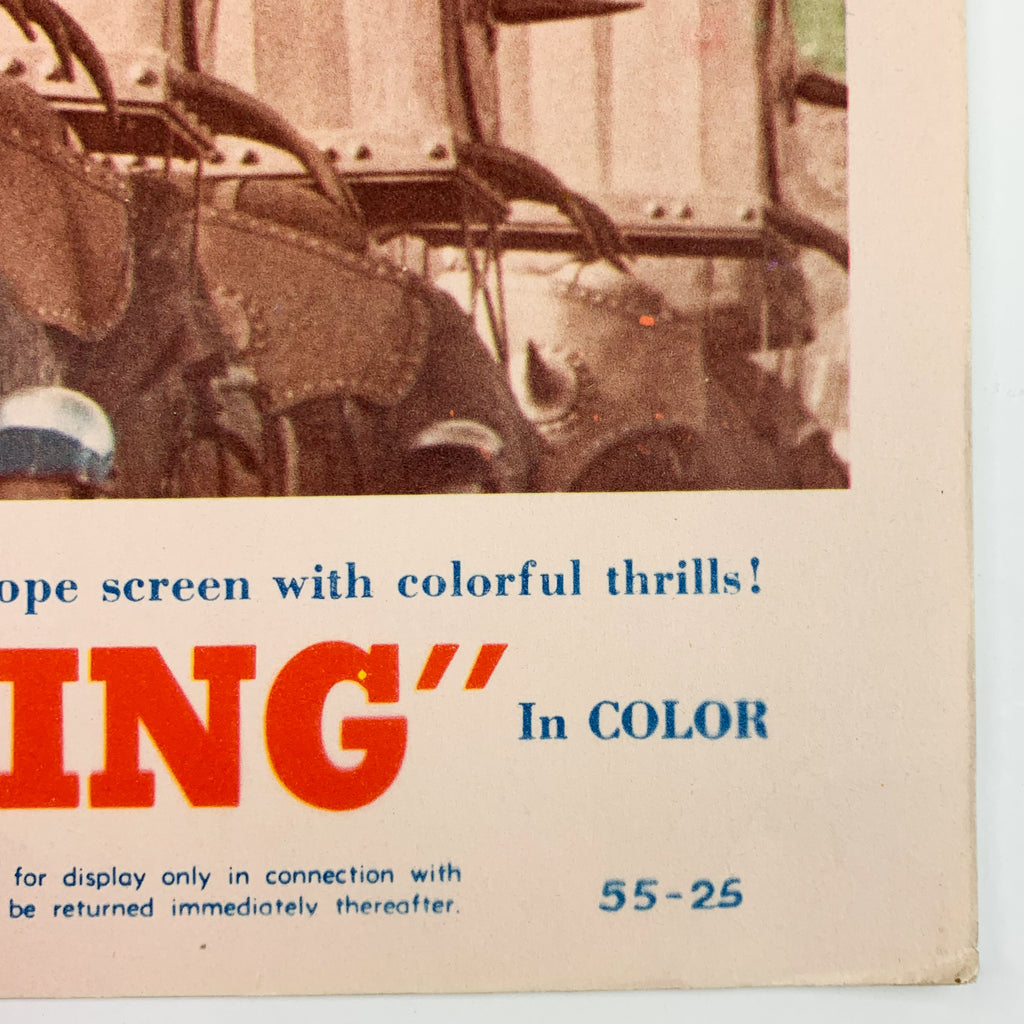 ope screen with colorful thrills!
ING"
In COLOR
for display only in connection with
be returned immediately thereafter.
55-25